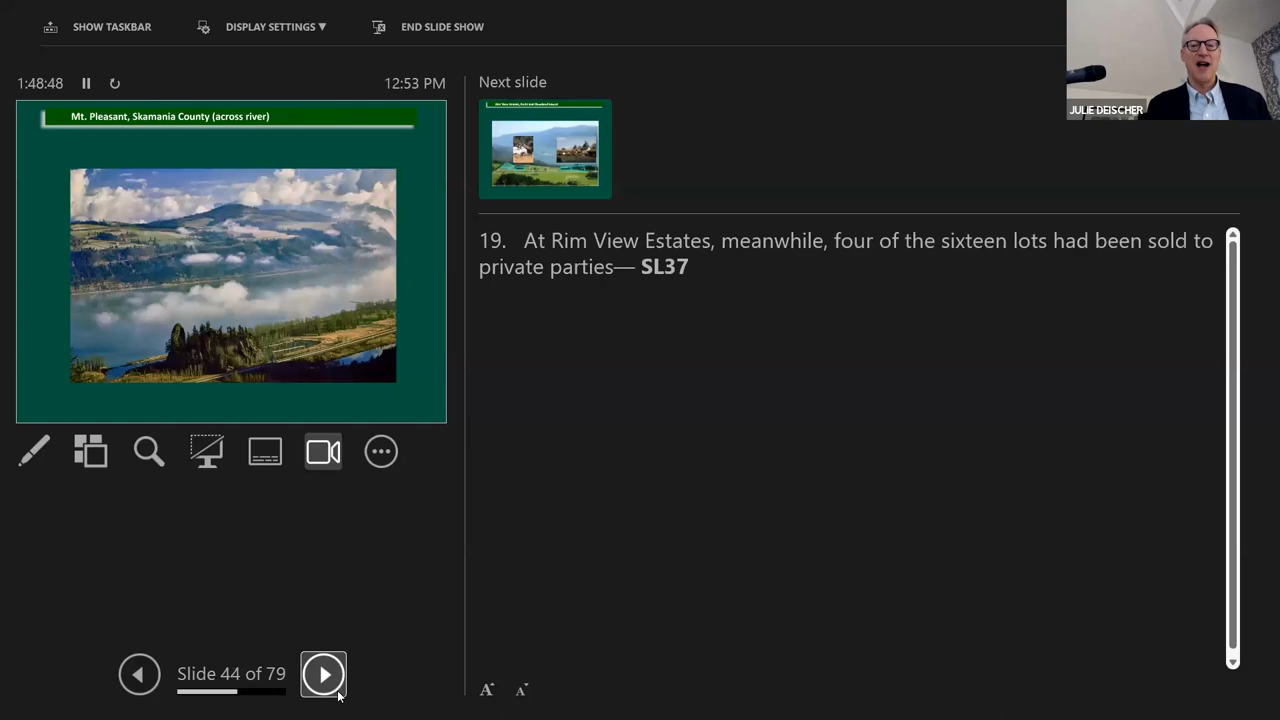 SHOW TASKBAR DISPLAY SETTINGS ▼ END SLIDE SHOW
JULIE DEISCHER
1:48:48 12:53 PM
Mt. Pleasant, Skamania County (across river)
Next slide
19. At Rim View Estates, meanwhile, four of the sixteen lots had been sold to
private parties— SL37
Slide 44 of 79
A A